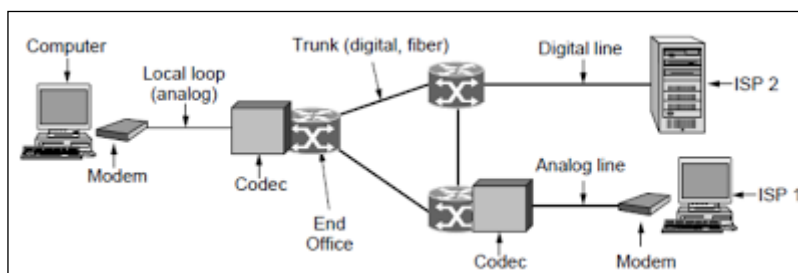 Computer
Trunk (digital, fiber)
Digital line
Local loop
(analog)
ISP 2
Modem
Codec
End
Office
Analog line
ISP 1
Codec
Modem